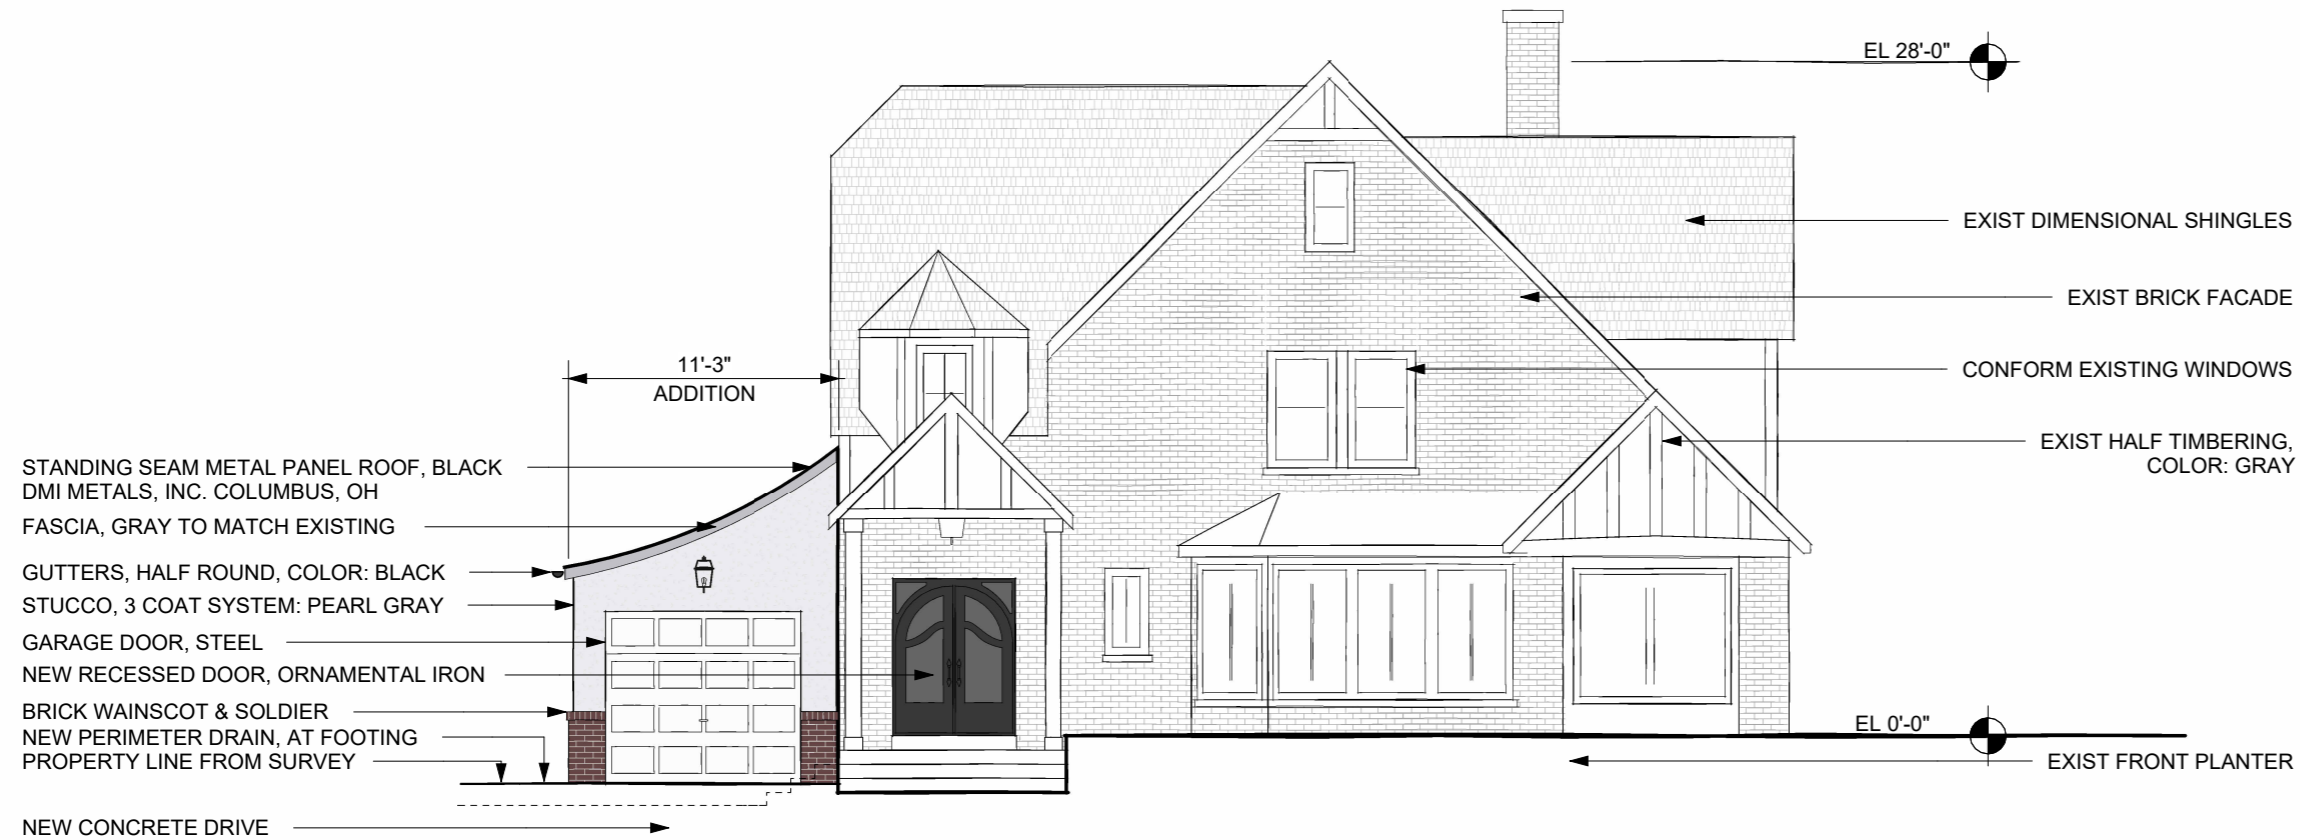 EL 28'-0"
EXIST DIMENSIONAL SHINGLES
EXIST BRICK FACADE
11'-3"
ADDITION
CONFORM EXISTING WINDOWS
EXIST HALF TIMBERING,
COLOR: GRAY
STANDING SEAM METAL PANEL ROOF, BLACK
DMI METALS, INC. COLUMBUS, OH
FASCIA, GRAY TO MATCH EXISTING
GUTTERS, HALF ROUND, COLOR: BLACK
STUCCO, 3 COAT SYSTEM: PEARL GRAY
GARAGE DOOR, STEEL
NEW RECESSED DOOR, ORNAMENTAL IRON
BRICK WAINSCOT & SOLDIER
NEW PERIMETER DRAIN, AT FOOTING
PROPERTY LINE FROM SURVEY
EL 0'-0"
EXIST FRONT PLANTER
NEW CONCRETE DRIVE